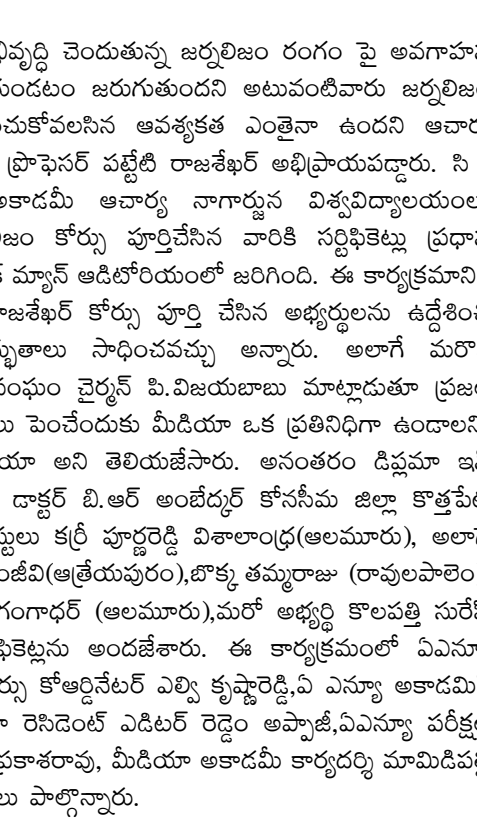 భివృద్ధి చెందుతున్న జర్నలిజం రంగం పై అవగాహన
గుండటం జరుగుతుందని అటువంటివారు జర్నలిజం
చుకోవలసిన ఆవశ్యకత ఎంతైనా ఉందని ఆచార
ప్రొఫెసర్ పట్టేటి రాజశేఖర్ అభిప్రాయపడ్డారు. సి
అకాడమీ ఆచార్య నాగార్జున విశ్వవిద్యాలయంల
జం కోర్సు పూర్తిచేసిన వారికి సర్టిఫికెట్లు ప్రధాన
మ్యాన్ ఆడిటోరియంలో జరిగింది. ఈ కార్యక్రమాని
రాజశేఖర్ కోర్సు పూర్తి చేసిన అభ్యర్థులను ఉద్దేశించి
ద్భుతాలు సాధించవచ్చు అన్నారు. అలాగే మరొ
సంఘం చైర్మన్ పి.విజయబాబు మాట్లాడుతూ ప్రజల
లు పెంచేందుకు మీడియా ఒక ప్రతినిధిగా ఉండాలని
యా అని తెలియజేసారు. అనంతరం డిప్లమా ఇన్
డాక్టర్ బి.ఆర్ అంబేద్కర్ కోనసీమ జిల్లా కొత్తపేట
స్టులు కర్రీ పూర్ణరెడ్డి విశాలాంధ్ర(ఆలమూరు), అలాగే
జీవి(ఆత్రేయపురం),బొక్క తమ్మరాజు (రావులపాలెం
గంగాధర్ (ఆలమూరు),మరో అభ్యర్థి కొలపత్తి సురేష్
ఫికెట్లను అందజేశారు. ఈ కార్యక్రమంలో ఏఎన్యూ
ర్సు కోఆర్డినేటర్ ఎల్వి కృష్ణారెడ్డి,ఏ ఎన్యూ అకాడమి
రెసిడెంట్ ఎడిటర్ రెడ్డెం అప్పాజీ,ఏఎన్యూ పరీక్షల
ప్రకాశరావు, మీడియా అకాడమీ కార్యదర్శి మామిడిపల్లి
లు పాల్గొన్నారు.